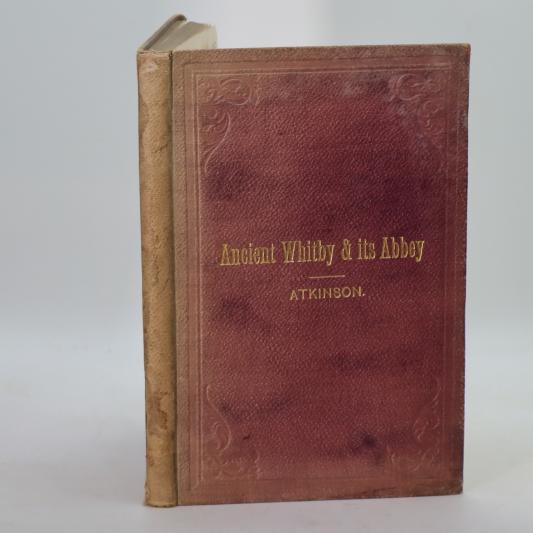 Ancient Whitby & its Abbey
ATKINSON.